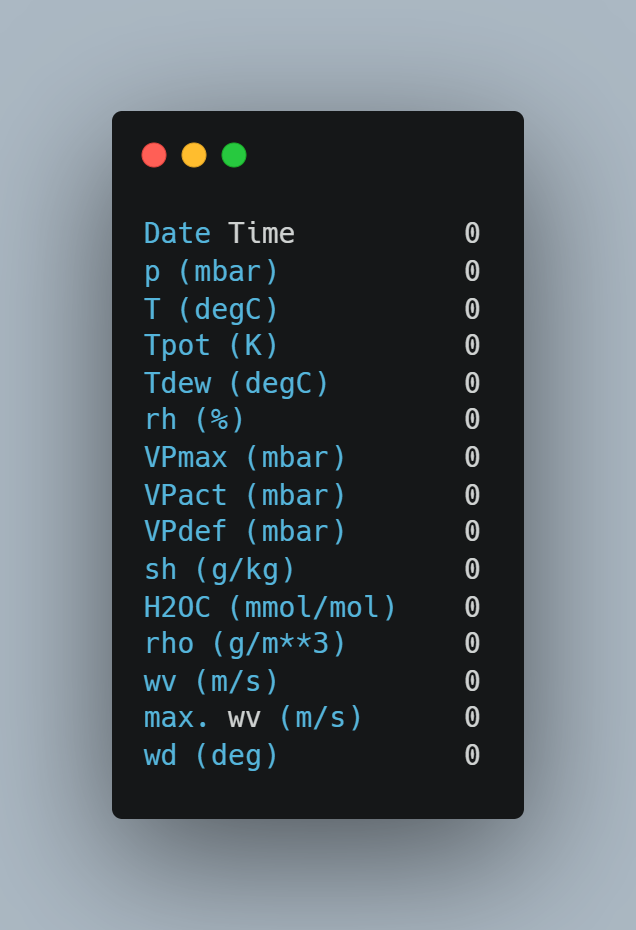 Date Time 0
p (mbar) 0
T (degC) 0
Tpot (K) 0
Tdew (degC) 0
rh (%) 0
VPmax (mbar) 0
VPact (mbar) 0
VPdef (mbar) 0
sh (g/kg) 0
H2OC (mmol/mol) 0
rho (g/m**3) 0
wv (m/s) 0
max. wv (m/s) 0
wd (deg) 0